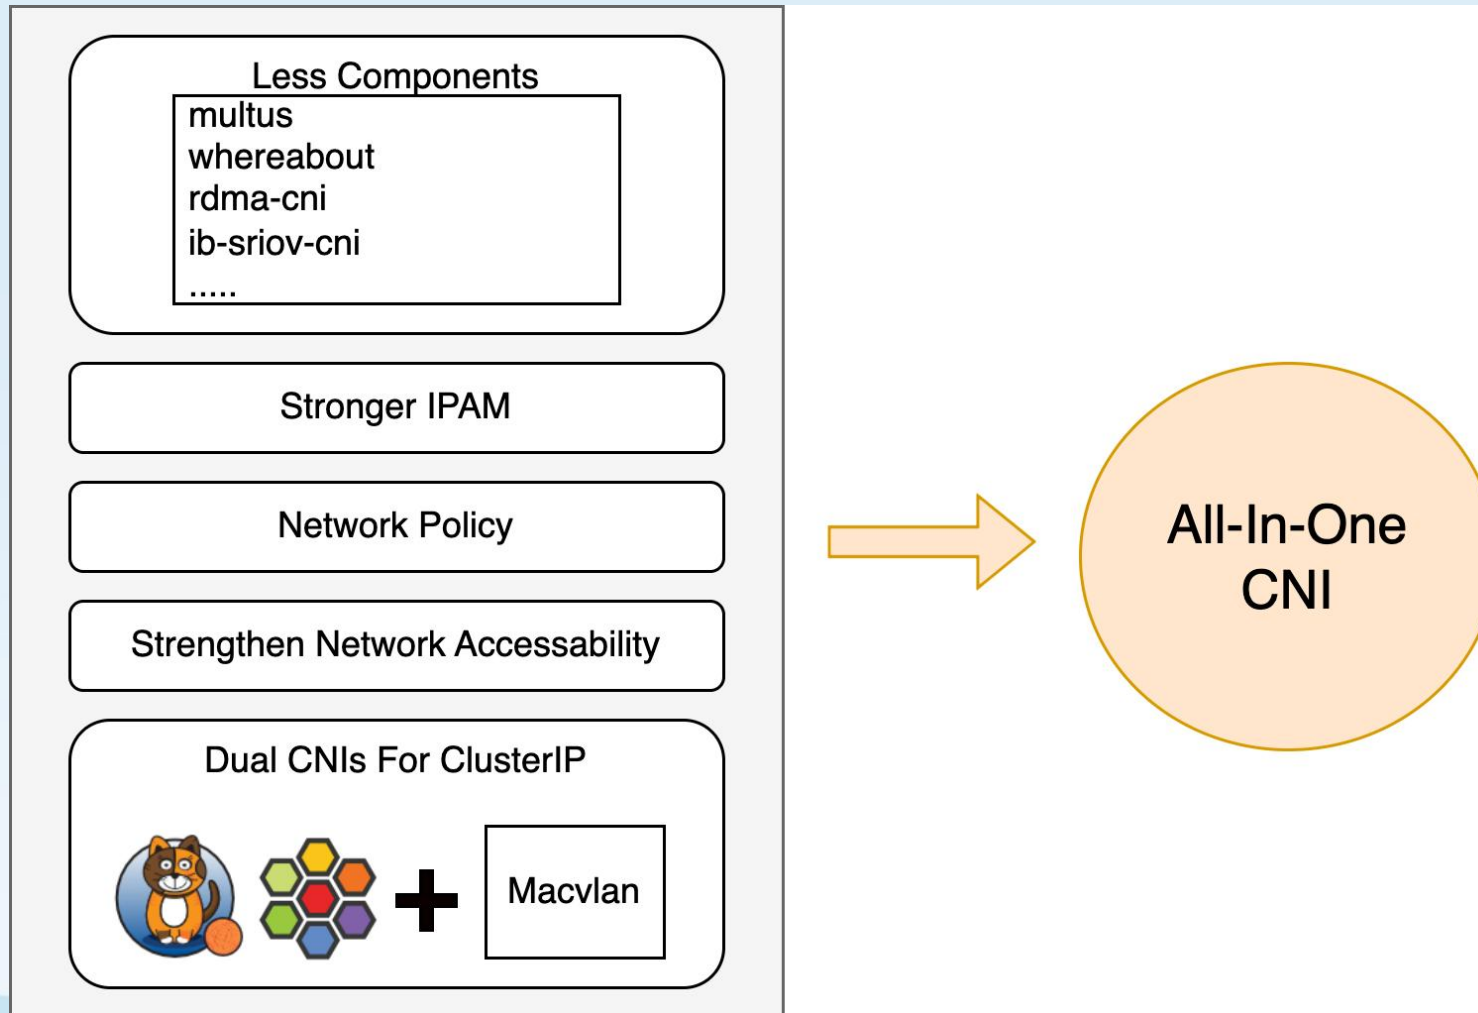 Less Components
multus
whereabout
rdma-cni
ib-sriov-cni
.....
Stronger IPAM
Network Policy
Strengthen Network Accessability
Dual CNIs For ClusterIP
Macvlan
All-In-One
CNI